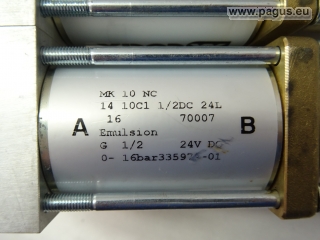 www.pagus.eu
MK 10 NC
14 10C1 1/2DC 24L
16 70007
A B
Emulsion
G 1/2 24V DC
0- 16bar